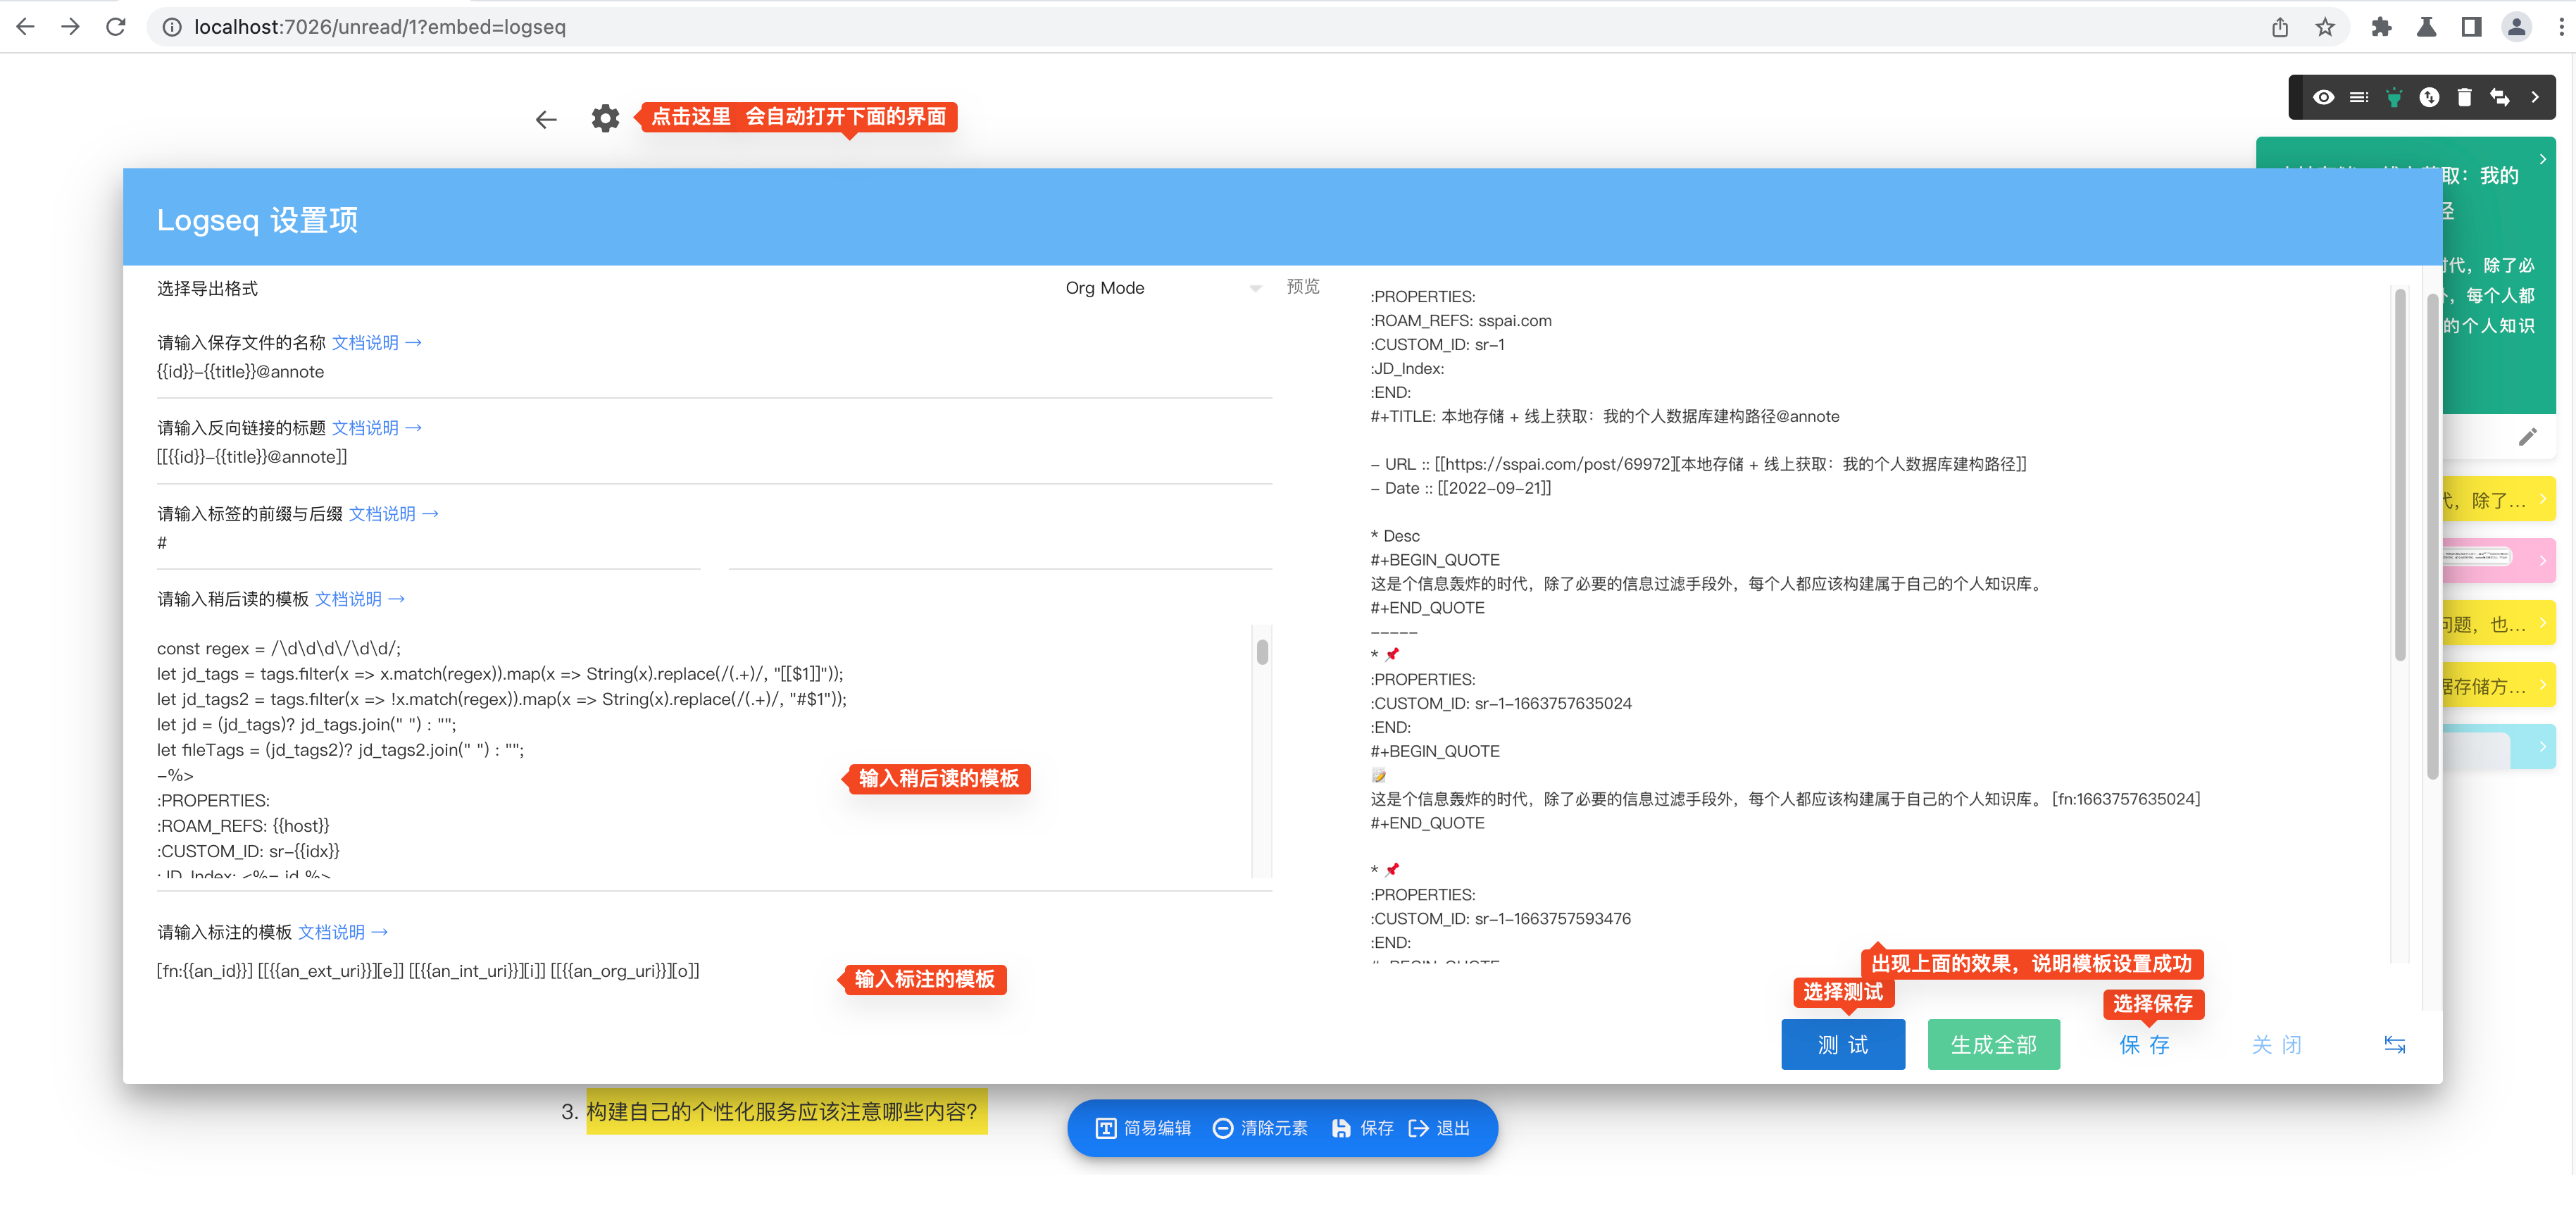 localhost:7026/unread/1?embed=logseq
点击这里 会自动打开下面的界面
取：我的
径
Logseq 设置项
时代，除了必
每个人都
的个人知识
选择导出格式
Org Mode
请输入保存文件的名称 文档说明 →
{{id}}-{{title}}@annote
请输入反向链接的标题 文档说明 →
[[{{id}}-{{title}}@annote]]
请输入标签的前缀与后缀 文档说明 →
#
请输入稍后读的模板 文档说明 →
const regex = /\d\d\d\/\d\d/;
let jd_tags = tags.filter(x => x.match(regex)).map(x => String(x).replace(/(.+)/, "[[$1]]"));
let jd_tags2 = tags.filter(x => !x.match(regex)).map(x => String(x).replace(/(.+)/, "#$1"));
let jd = (jd_tags)? jd_tags.join(" ") : "";
let fileTags = (jd_tags2)? jd_tags2.join(" ") : "";
-%>
:PROPERTIES:
:ROAM_REFS: {{host}}
:CUSTOM_ID: sr-{{idx}}
:JD_Index: <%= jd %>
输入稍后读的模板
请输入标注的模板 文档说明 →
[fn:{{an_id}}] [[{{an_ext_uri}}][e]] [[{{an_int_uri}}][i]] [[{{an_org_uri}}][o]]
输入标注的模板
预览
:PROPERTIES:
:ROAM_REFS: sspai.com
:CUSTOM_ID: sr-1
:JD_Index:
:END:
#+TITLE: 本地存储 + 线上获取：我的个人数据库建构路径@annote
- URL :: [[https://sspai.com/post/69972][本地存储 + 线上获取：我的个人数据库建构路径]]
- Date :: [[2022-09-21]]
* Desc
#+BEGIN_QUOTE
这是个信息轰炸的时代，除了必要的信息过滤手段外，每个人都应该构建属于自己的个人知识库。
#+END_QUOTE
-----
* 📌
:PROPERTIES:
:CUSTOM_ID: sr-1-1663757635024
:END:
#+BEGIN_QUOTE
📝
这是个信息轰炸的时代，除了必要的信息过滤手段外，每个人都应该构建属于自己的个人知识库。 [fn:1663757635024]
#+END_QUOTE
* 📌
:PROPERTIES:
:CUSTOM_ID: sr-1-1663757593476
:END:
#+BEGIN_QUOTE
代，除了...
问题，也...
据存储方...
出现上面的效果，说明模板设置成功
选择测试
选择保存
测 试
生成全部
保 存
关 闭
3. 构建自己的个性化服务应该注意哪些内容?
简易编辑 清除元素 保存 退出